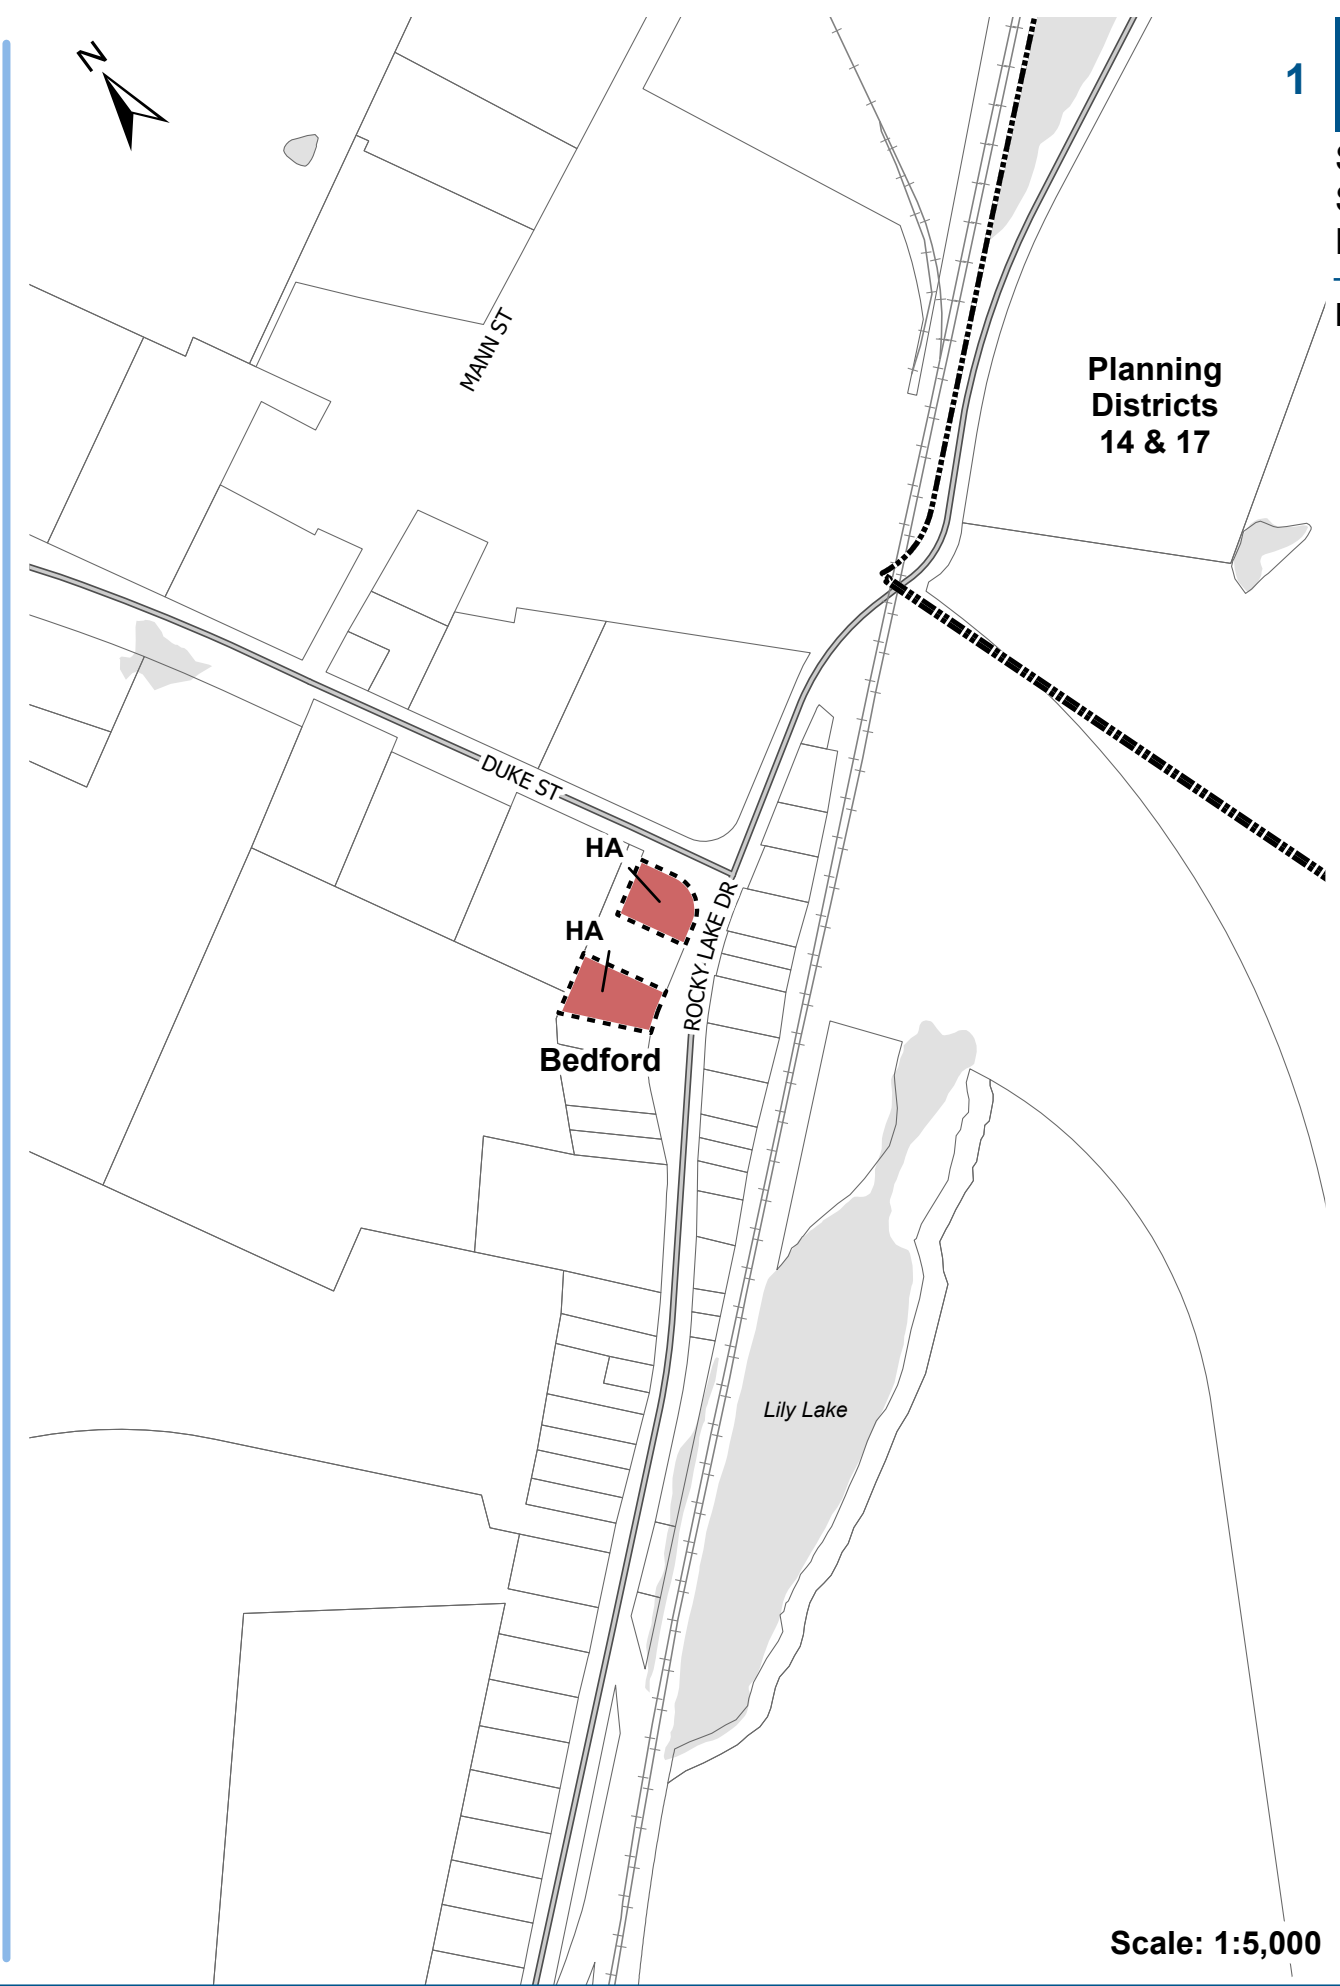 N
1
MANN ST
Planning
Districts
14 & 17
DUKE ST
HA
HA
ROCKY LAKE DR
Bedford
Lily Lake
Scale: 1:5,000